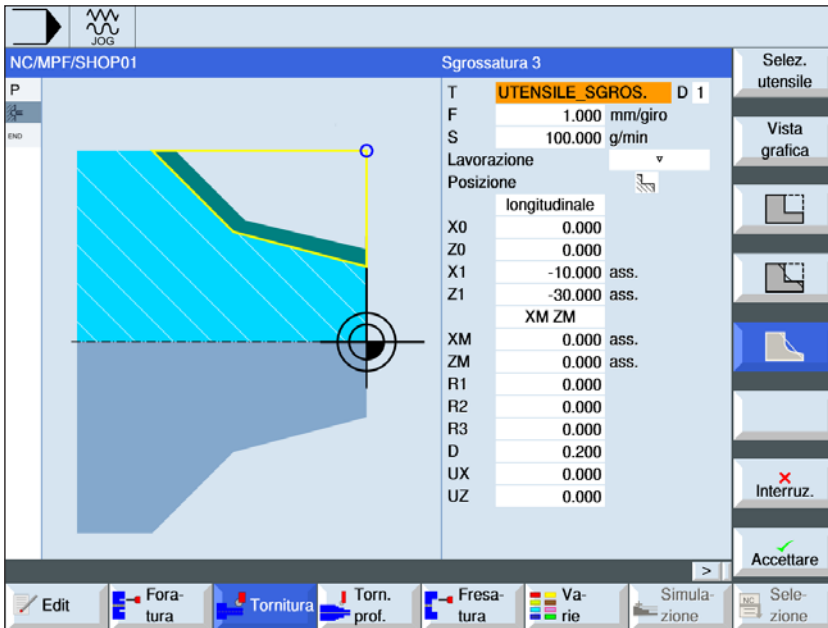 JOG
NC/MPF/SHOP01
Sgrossatura 3
P
END
T UTENSILE_SGROS. D 1
F 1.000 mm/giro
S 100.000 g/min
Lavorazione ▿
Posizione
longitudinale
X0 0.000
Z0 0.000
X1 -10.000 ass.
Z1 -30.000 ass.
XM ZM
XM 0.000 ass.
ZM 0.000 ass.
R1 0.000
R2 0.000
R3 0.000
D 0.200
UX 0.000
UZ 0.000
Selez.
utensile
Vista
grafica
Interruz.
Accettare
>
Edit
Fora-
tura
Tornitura
Torn.
prof.
Fresa-
tura
Va-
rie
Simula-
zione
NC
Sele-
zione